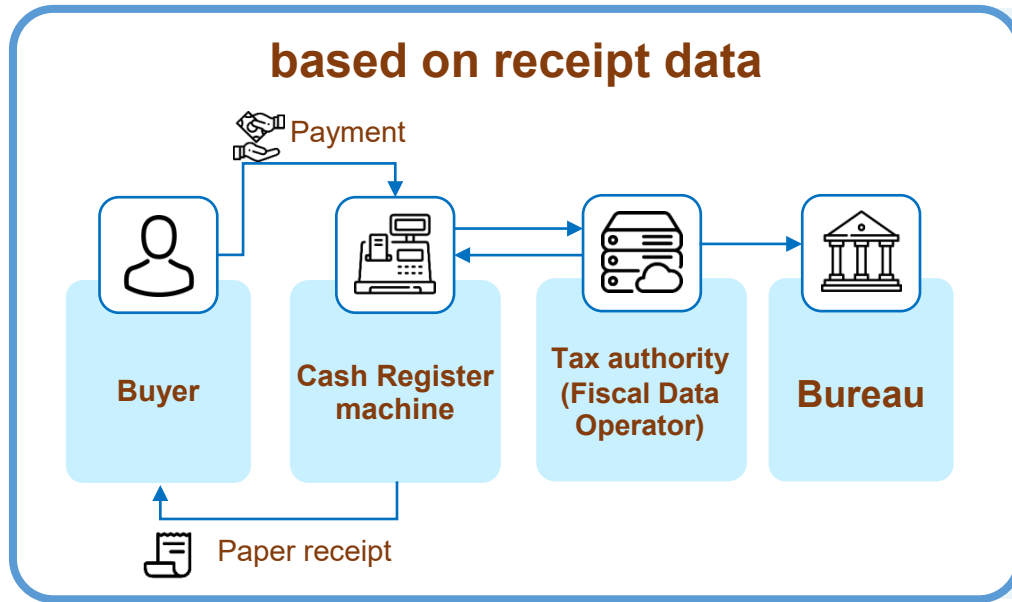 based on receipt data
Payment
Buyer
Cash Register
machine
Tax authority
(Fiscal Data
Operator)
Bureau
Paper receipt